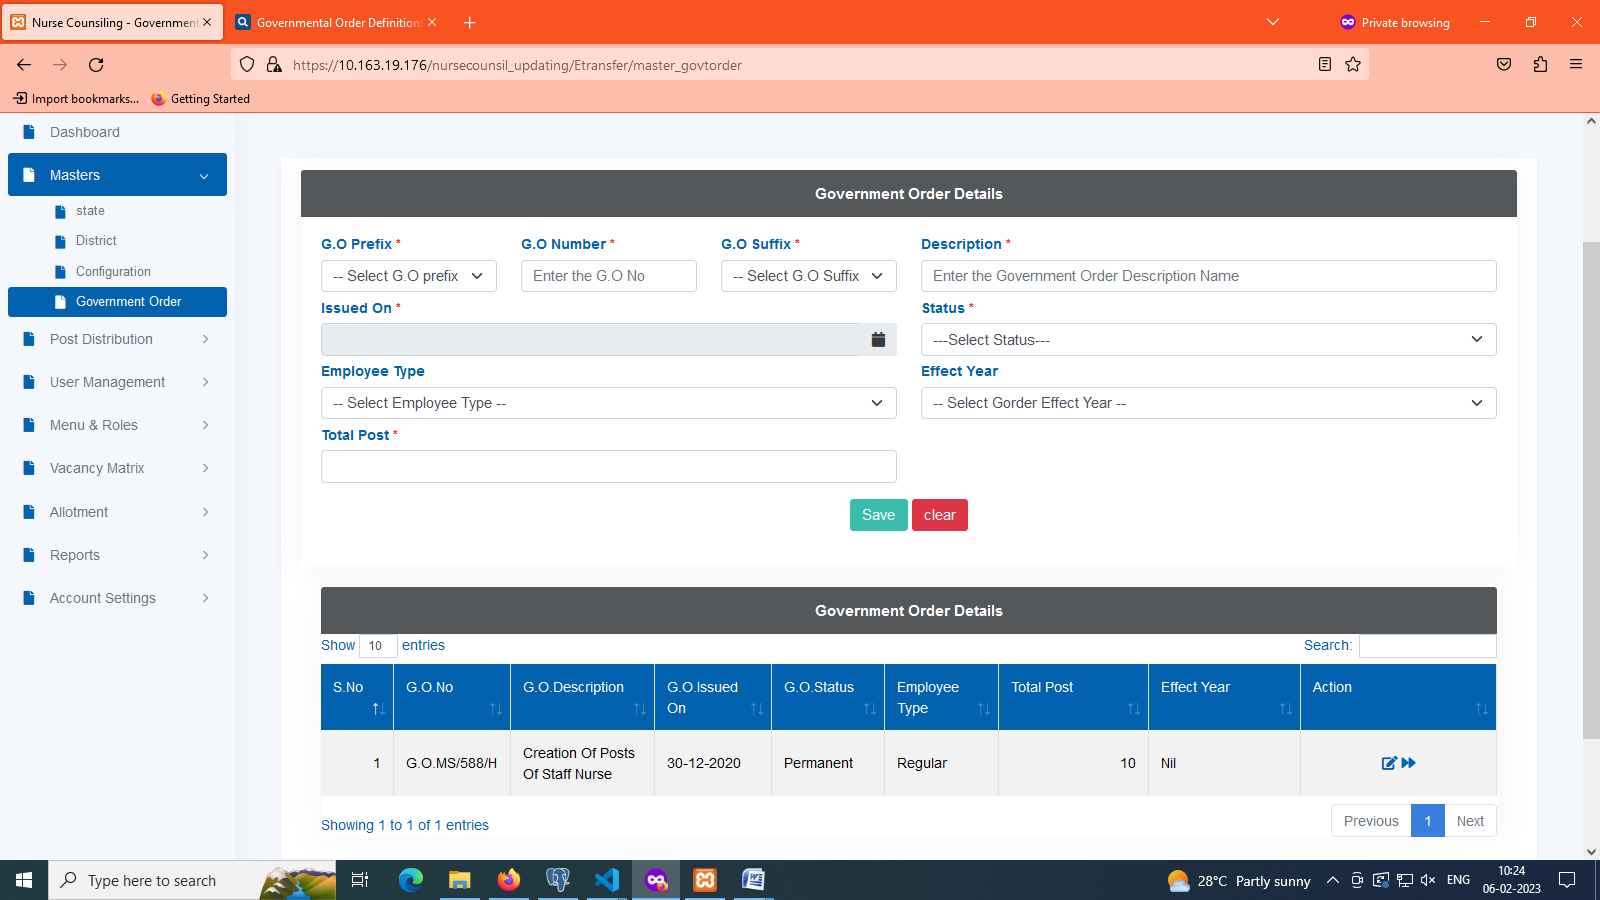 Nurse Counsiling - Government
Governmental Order Definition
Private browsing
https://10.163.19.176/nursecounsil_updating/Etransfer/master_govtorder
Import bookmarks...
Getting Started
Dashboard
Masters
state
District
Configuration
Government Order
Post Distribution
User Management
Menu & Roles
Vacancy Matrix
Allotment
Reports
Account Settings
Government Order Details
G.O Prefix * G.O Number * G.O Suffix * Description *
-- Select G.O prefix Enter the G.O No -- Select G.O Suffix Enter the Government Order Description Name
Issued On * Status *
---Select Status---
Employee Type Effect Year
-- Select Employee Type -- -- Select Gorder Effect Year --
Total Post *
Save clear
Government Order Details
Show 10 entries Search:
S.No G.O.No G.O.Description G.O.Issued On G.O.Status Employee Type Total Post Effect Year Action
1 G.O.MS/588/H Creation Of Posts Of Staff Nurse 30-12-2020 Permanent Regular 10 Nil
Showing 1 to 1 of 1 entries Previous 1 Next
Type here to search
28°C Partly sunny
ENG
10:24
06-02-2023